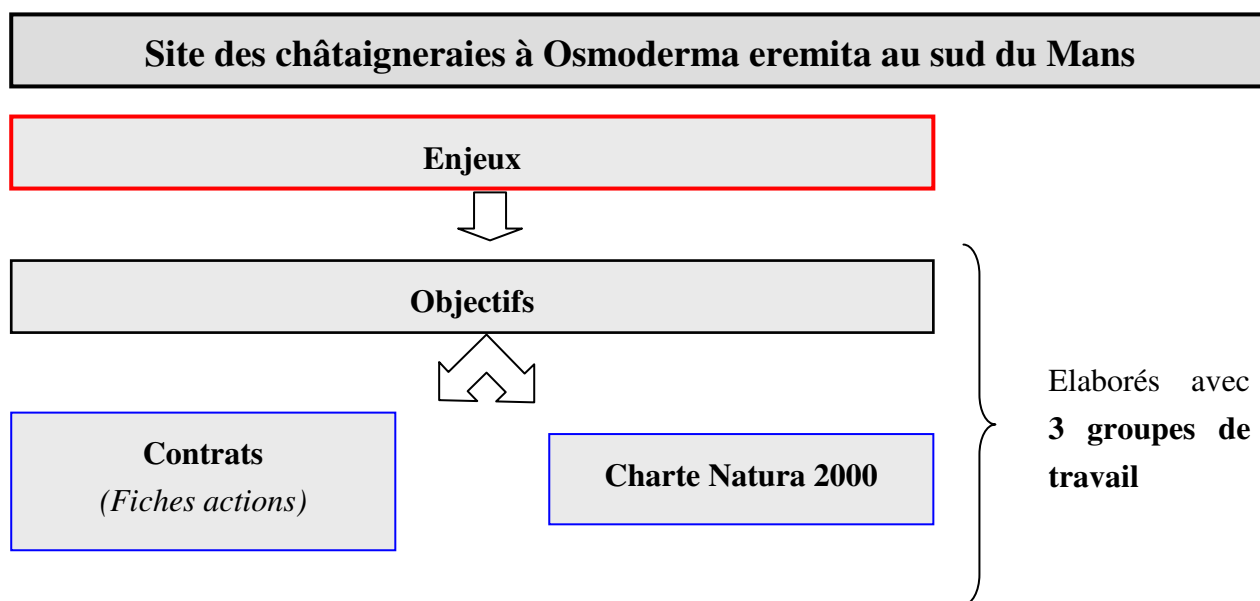 Site des châtaigneraies à Osmoderma eremita au sud du Mans
Enjeux
Objectifs
Contrats
(Fiches actions)
Charte Natura 2000
Elaborés avec
3 groupes de
travail